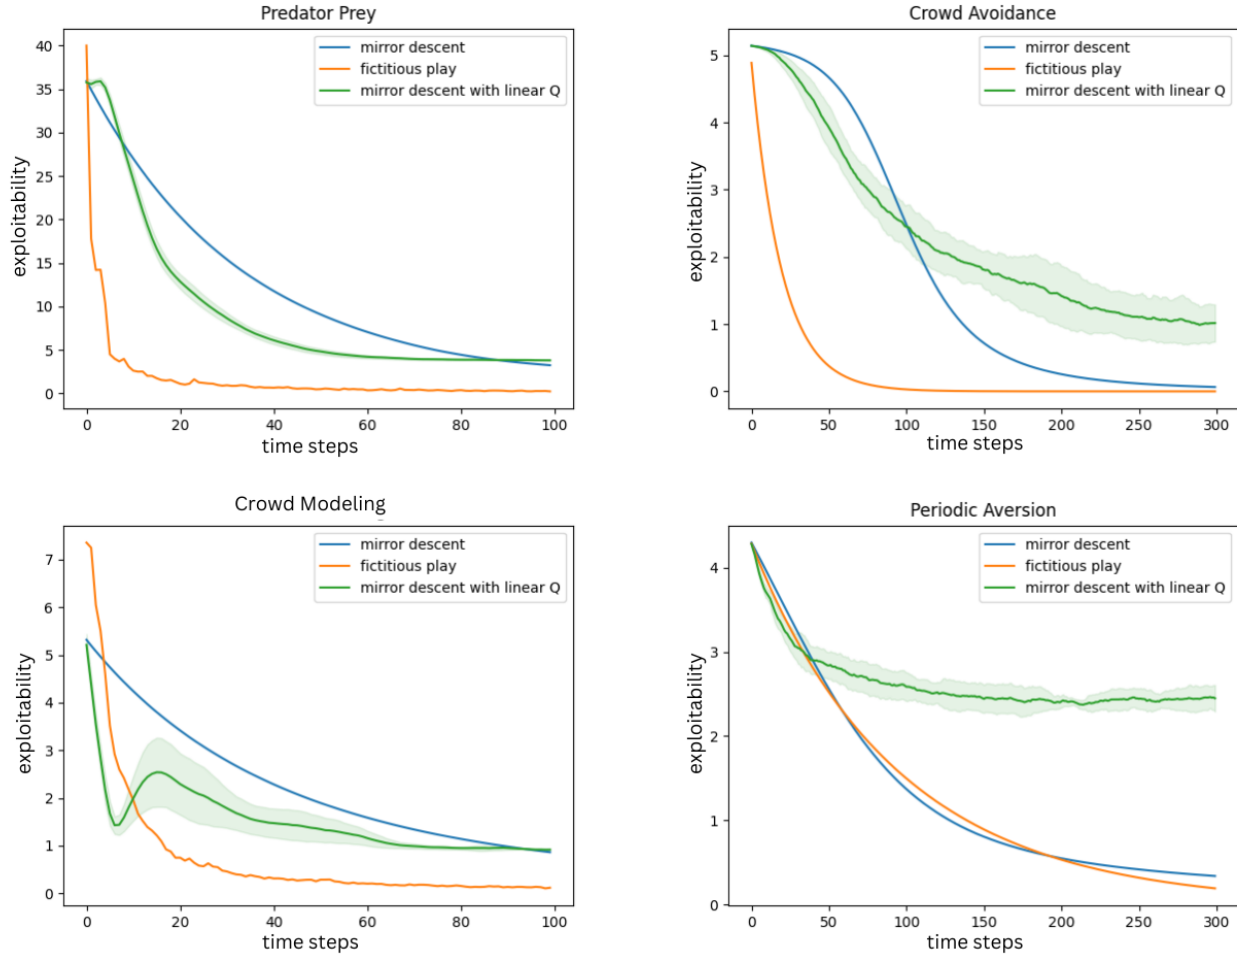 Predator Prey
mirror descent
fictitious play
mirror descent with linear Q
40
35
30
25
20
15
10
5
0
exploitability
0 20 40 60 80 100
time steps
Crowd Avoidance
mirror descent
fictitious play
mirror descent with linear Q
5
4
3
2
1
0
exploitability
0 50 100 150 200 250 300
time steps
Crowd Modeling
mirror descent
fictitious play
mirror descent with linear Q
7
6
5
4
3
2
1
0
exploitability
0 20 40 60 80 100
time steps
Periodic Aversion
mirror descent
fictitious play
mirror descent with linear Q
4
3
2
1
0
exploitability
0 50 100 150 200 250 300
time steps